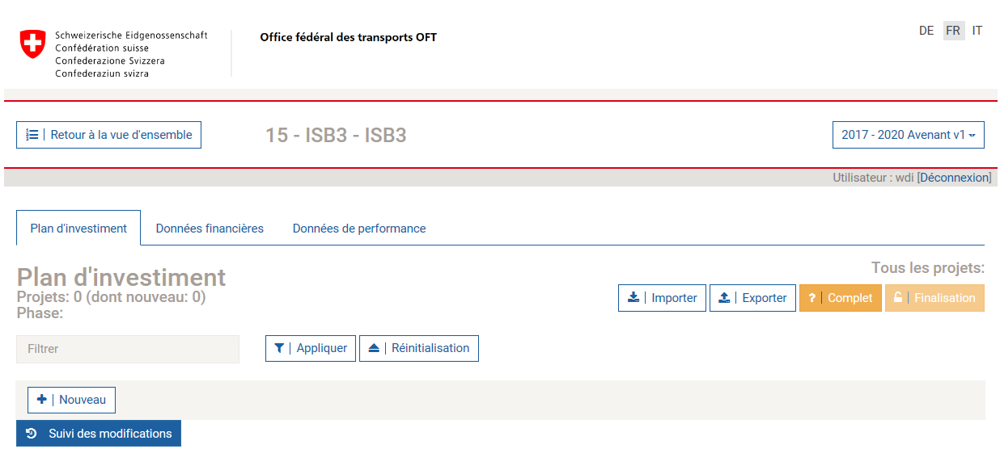 Schweizerische Eidgenossenschaft
Confédération suisse
Confederazione Svizzera
Confederaziun svizra
Office fédéral des transports OFT
DE FR IT
Retour à la vue d'ensemble
15 - ISB3 - ISB3
2017 - 2020 Avenant v1
Utilisateur : wdi [Déconnexion]
Plan d'investiment
Données financières
Données de performance
Plan d'investiment
Projets: 0 (dont nouveau: 0)
Phase:
Tous les projets:
Importer
Exporter
? Complet
Finalisation
Filtrer
Appliquer
Réinitialisation
Nouveau
Suivi des modifications